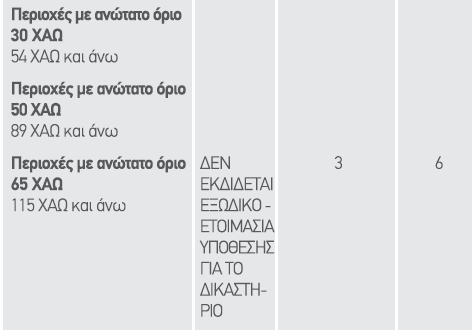 Περιοχές με ανώτατο όριο
30 ΧΑΩ
54 ΧΑΩ και άνω
Περιοχές με ανώτατο όριο
50 ΧΑΩ
89 ΧΑΩ και άνω
Περιοχές με ανώτατο όριο
65 ΧΑΩ
115 ΧΑΩ και άνω
ΔΕΝ
ΕΚΔΙΔΕΤΑΙ
ΕΞΩΔΙΚΟ -
ΕΤΟΙΜΑΣΙΑ
ΥΠΟΘΕΣΗΣ
ΓΙΑ ΤΟ
ΔΙΚΑΣΤΗ-
ΡΙΟ
3
6